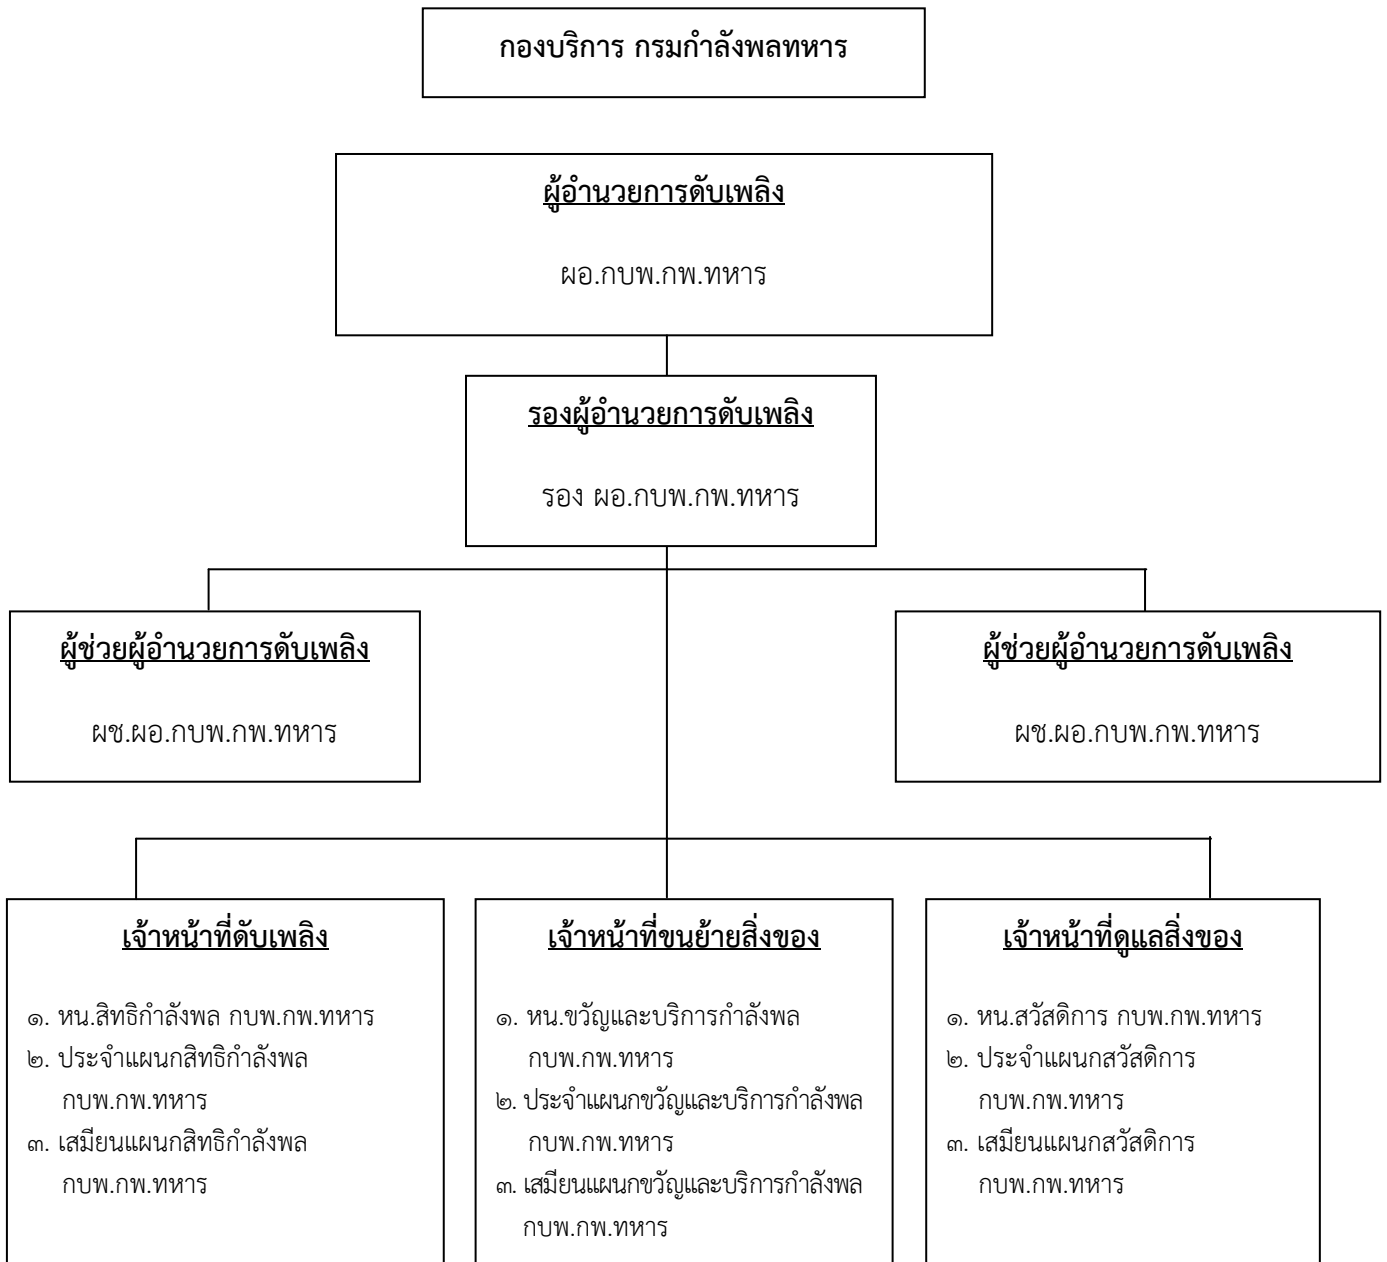 กองบริการ กรมกำลังพลทหาร
ผู้อำนวยการดับเพลิง
ผอ.กบพ.กพ.ทหาร
รองผู้อำนวยการดับเพลิง
รอง ผอ.กบพ.กพ.ทหาร
ผู้ช่วยผู้อำนวยการดับเพลิง
ผช.ผอ.กบพ.กพ.ทหาร
ผู้ช่วยผู้อำนวยการดับเพลิง
ผช.ผอ.กบพ.กพ.ทหาร
เจ้าหน้าที่ดับเพลิง
๑. หน.สิทธิกำลังพล กบพ.กพ.ทหาร
๒. ประจำแผนกสิทธิกำลังพล
กบพ.กพ.ทหาร
๓. เสมียนแผนกสิทธิกำลังพล
กบพ.กพ.ทหาร
เจ้าหน้าที่ขนย้ายสิ่งของ
๑. หน.ขวัญและบริการกำลังพล
กบพ.กพ.ทหาร
๒. ประจำแผนกขวัญและบริการกำลังพล
กบพ.กพ.ทหาร
๓. เสมียนแผนกขวัญและบริการกำลังพล
กบพ.กพ.ทหาร
เจ้าหน้าที่ดูแลสิ่งของ
๑. หน.สวัสดิการ กบพ.กพ.ทหาร
๒. ประจำแผนกสวัสดิการ
กบพ.กพ.ทหาร
๓. เสมียนแผนกสวัสดิการ
กบพ.กพ.ทหาร